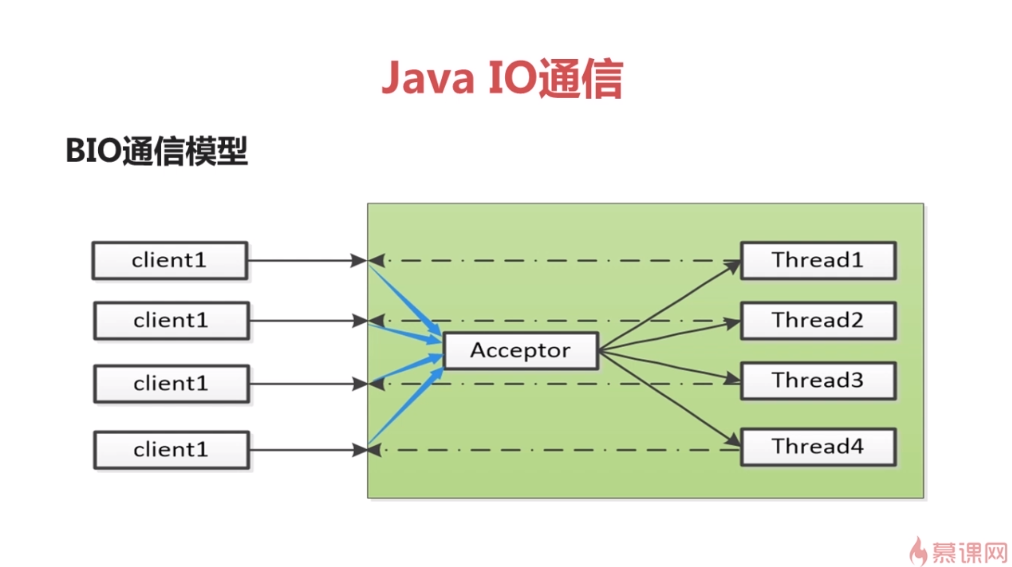 Java IO通信
BIO通信模型
client1
Thread1
client1
Thread2
Acceptor
client1
Thread3
client1
Thread4
慕课网